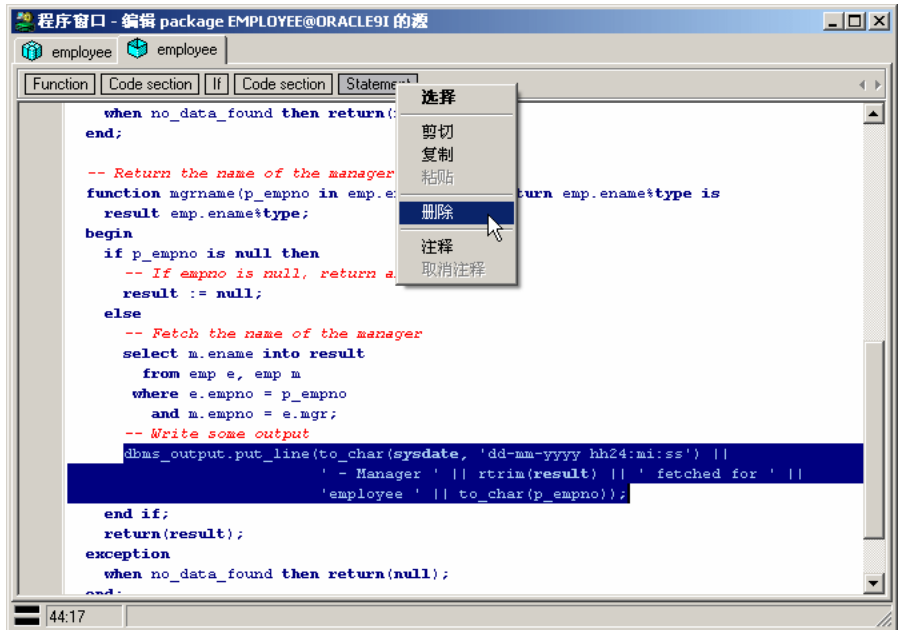 程序窗口 - 编辑 package EMPLOYEE@ORACLE9I 的源
employee employee
Function Code section If Code section Statement
选择
剪切
复制
粘贴
删除
注释
取消注释
when no_data_found then return(
end;
-- Return the name of the manager
function mgrname(p_empno in emp.e turn emp.ename%type is
result emp.ename%type;
begin
if p_empno is null then
-- If empno is null, return a
result := null;
else
-- Fetch the name of the manager
select m.ename into result
from emp e, emp m
where e.empno = p_empno
and m.empno = e.mgr;
-- Write some output
dbms_output.put_line(to_char(sysdate, 'dd-mm-yyyy hh24:mi:ss') ||
' - Manager ' || rtrim(result) || ' fetched for ' ||
'employee ' || to_char(p_empno));
end if;
return(result);
exception
when no_data_found then return(null);
end;
44:17